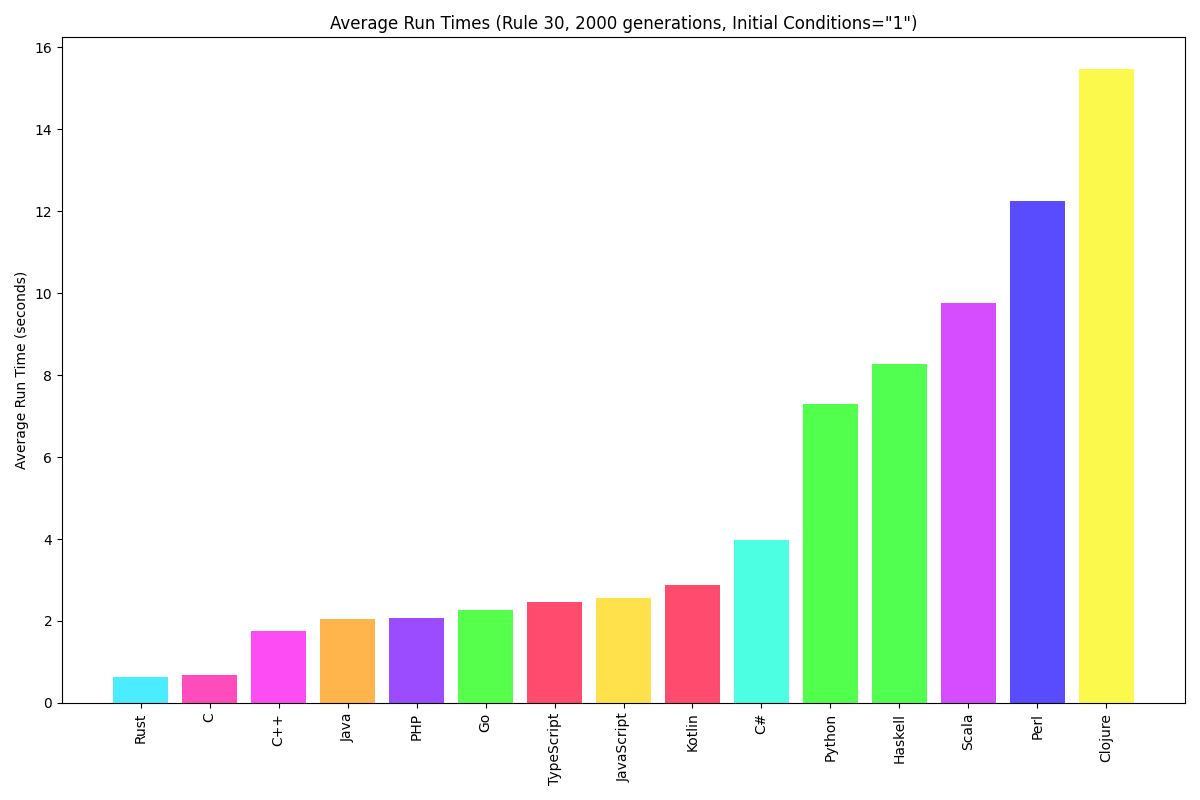 Average Run Times (Rule 30, 2000 generations, Initial Conditions="1")
Average Run Time (seconds)
16
14
12
10
8
6
4
2
0
Rust
C
C++
Java
PHP
Go
TypeScript
JavaScript
Kotlin
C#
Python
Haskell
Scala
Perl
Clojure